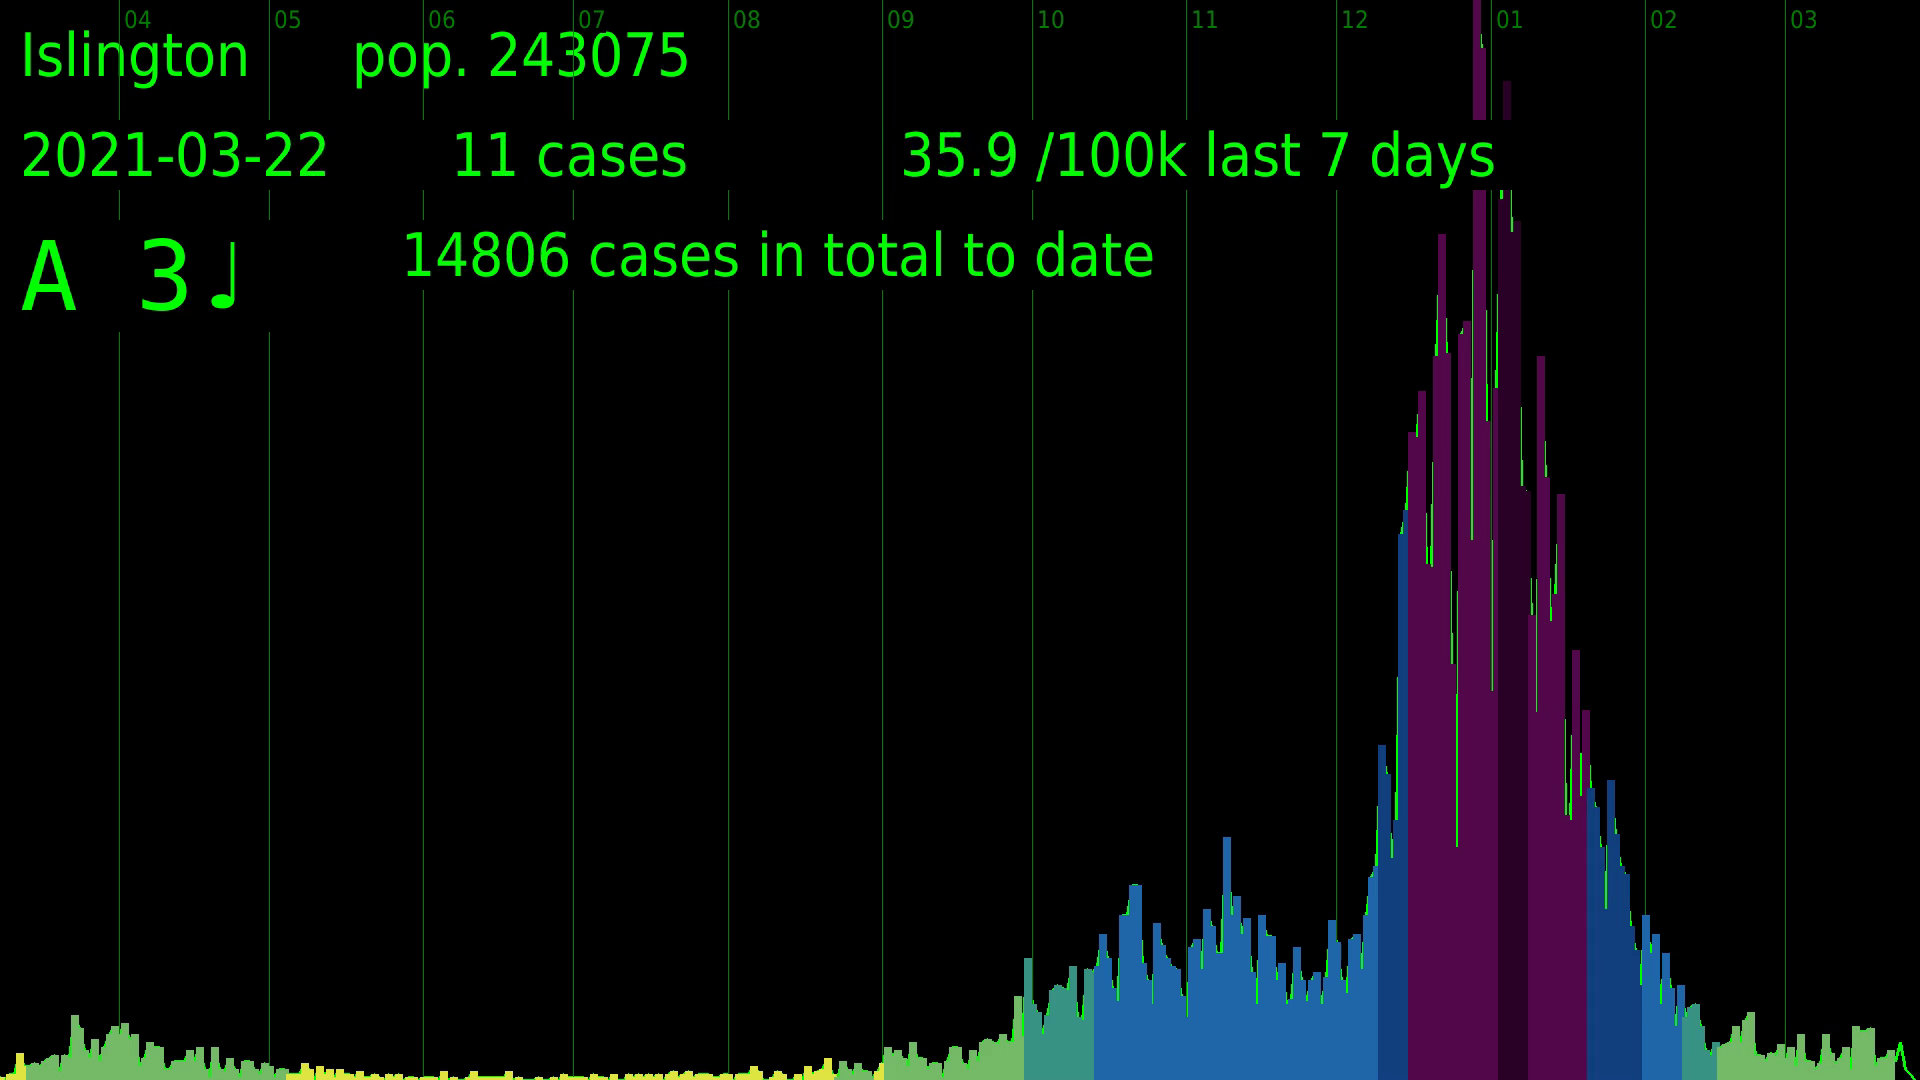 04 05 06 07 08 09 10 11 12 01 02 03
Islington pop. 243075
2021-03-22 11 cases 35.9 /100k last 7 days
A 3♩ 14806 cases in total to date